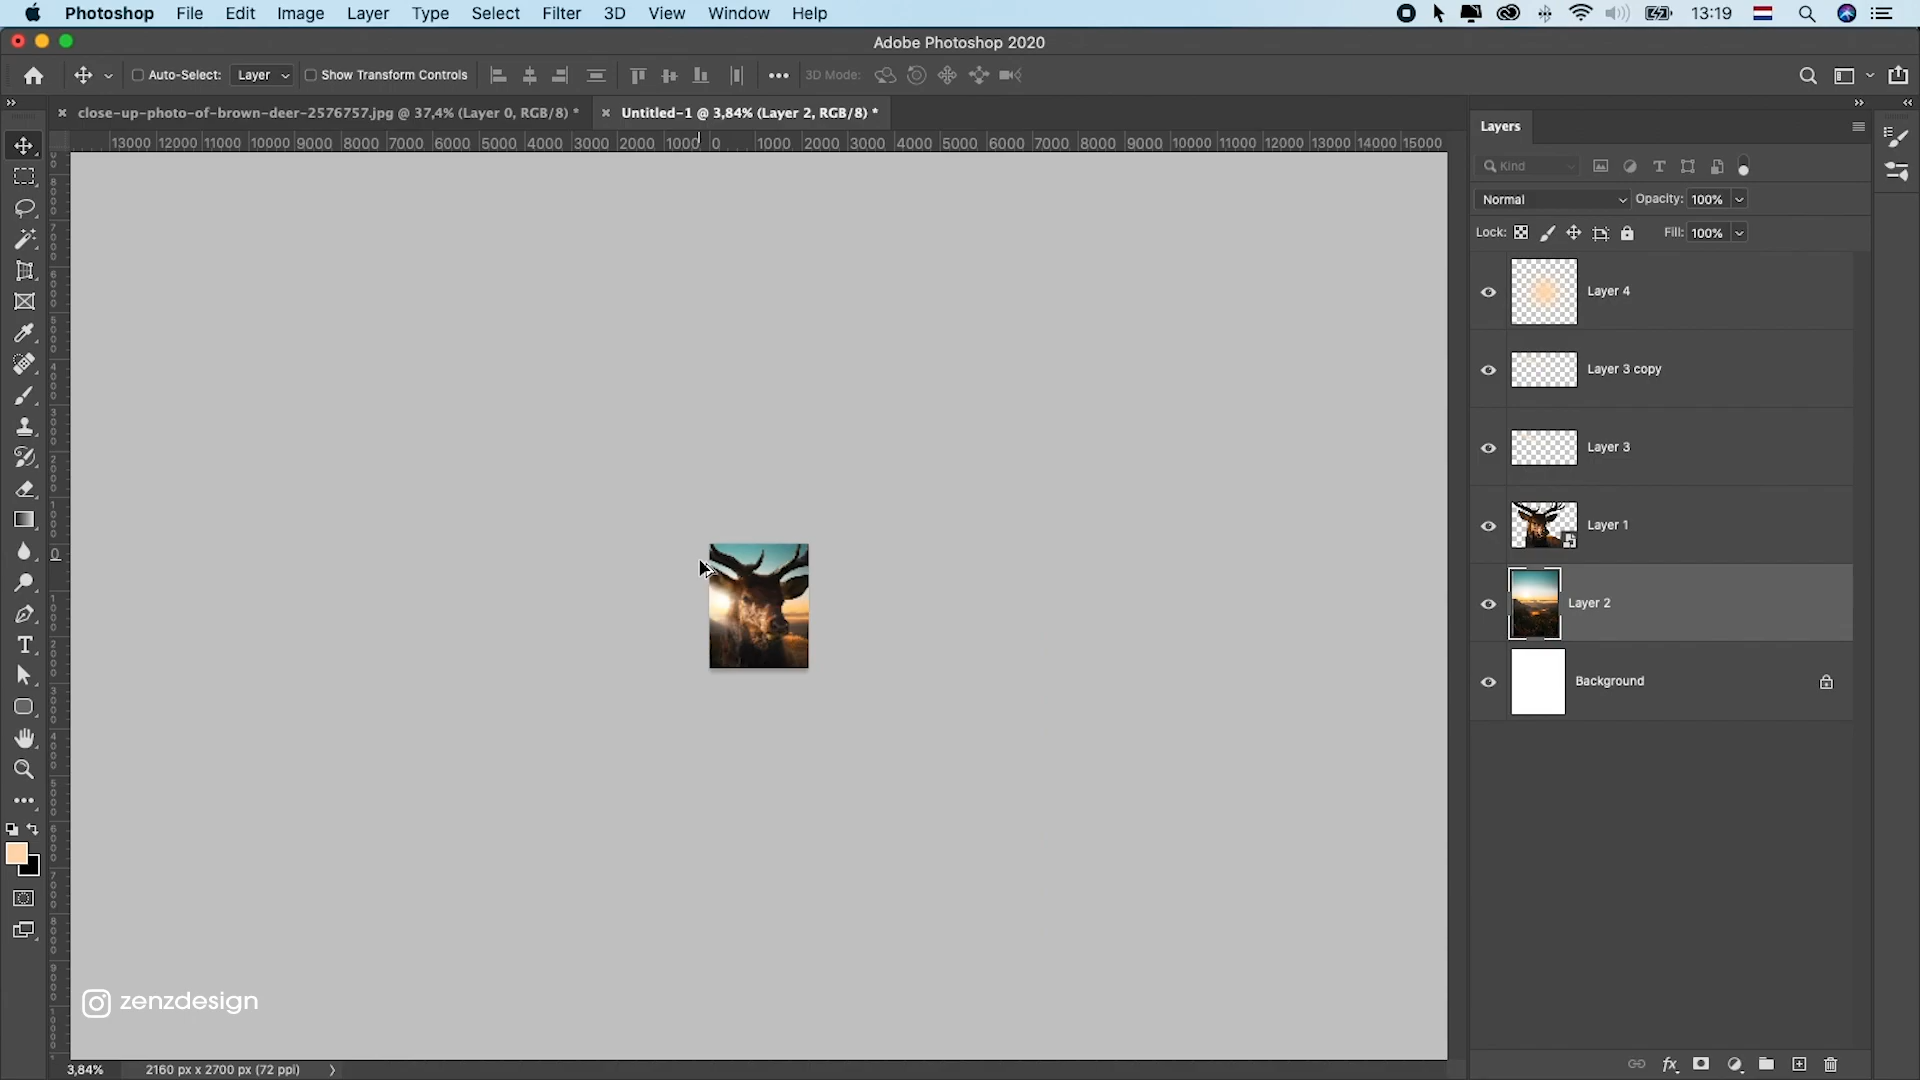 Photoshop File Edit Image Layer Type Select Filter 3D View Window Help 13:19
Adobe Photoshop 2020
Auto-Select: Layer Show Transform Controls 3D Mode:
close-up-photo-of-brown-deer-2576757.jpg @ 37,4% (Layer 0, RGB/8) * Untitled-1 @ 3,84% (Layer 2, RGB/8) *
Layers
13000 12000 11000 10000 9000 8000 7000 6000 5000 4000 3000 2000 1000 0 1000 2000 3000 4000 5000 6000 7000 8000 9000 10000 11000 12000 13000 14000 15000
Kind
Normal Opacity: 100%
Lock: Fill: 100%
Layer 4
Layer 3 copy
Layer 3
Layer 1
Layer 2
Background
zenzdesign
3,84% 2160 px x 2700 px (72 ppi)